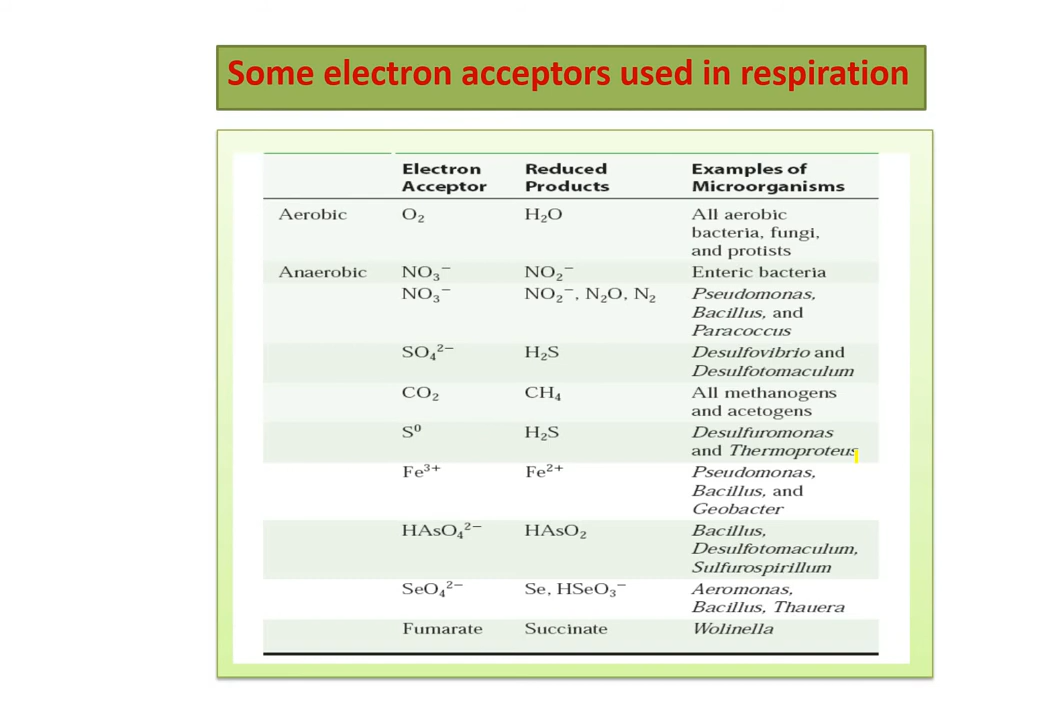 Some electron acceptors used in respiration
Electron Acceptor Reduced Products Examples of Microorganisms
Aerobic O₂ H₂O All aerobic
bacteria, fungi,
and protists
Anaerobic NO₃⁻ NO₂⁻ Enteric bacteria
NO₃⁻ NO₂⁻, N₂O, N₂ Pseudomonas,
Bacillus, and
Paracoccus
SO₄²⁻ H₂S Desulfovibrio and
Desulfotomaculum
CO₂ CH₄ All methanogens
and acetogens
S⁰ H₂S Desulfuromonas
and Thermoproteus
Fe³⁺ Fe²⁺ Pseudomonas,
Bacillus, and
Geobacter
HAsO₄²⁻ HAsO₂ Bacillus,
Desulfotomaculum,
Sulfurospirillum
SeO₄²⁻ Se, HSeO₃⁻ Aeromonas,
Bacillus, Thauera
Fumarate Succinate Wolinella